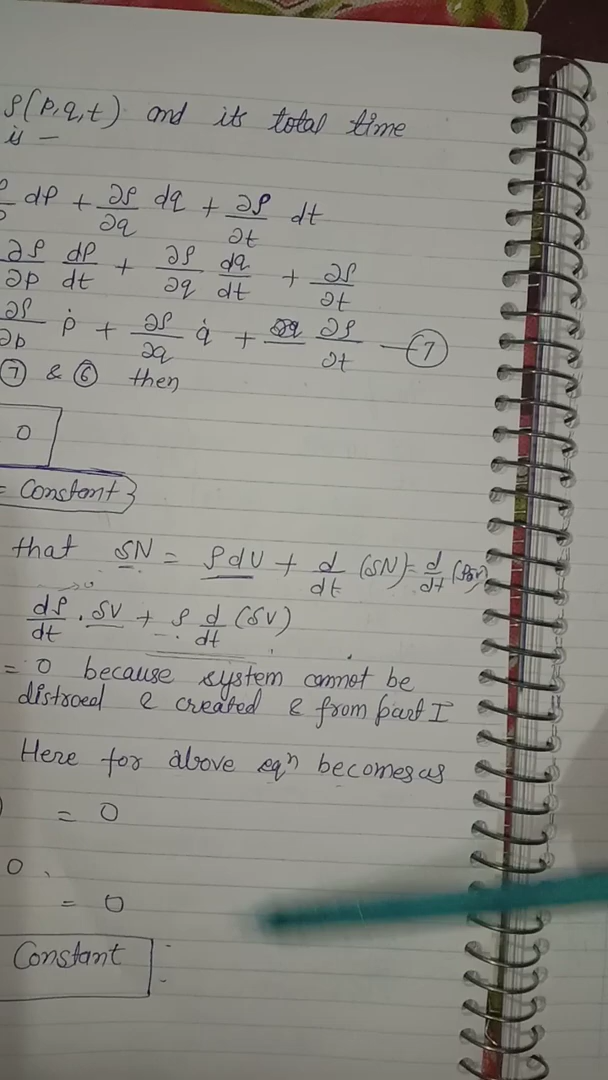 ρ(p,q,t) and its total time
is —
dp + ∂ρ/∂q dq + ∂ρ/∂t dt
∂ρ/∂p dp/dt + ∂ρ/∂q dq/dt + ∂ρ/∂t
∂ρ/∂p ṗ + ∂ρ/∂q q̇ + ∂ρ/∂t —⑦
⑦ & ⑥ then
0
= Constant}
that δN = ρdV + d/dt (δN) = d/dt (ρδV)
dρ/dt . δV + ρ d/dt (δV)
→0
= 0 because system cannot be
distroed & created & from part I
Here for above eqⁿ becomes as
) = 0
0 .
= 0
Constant